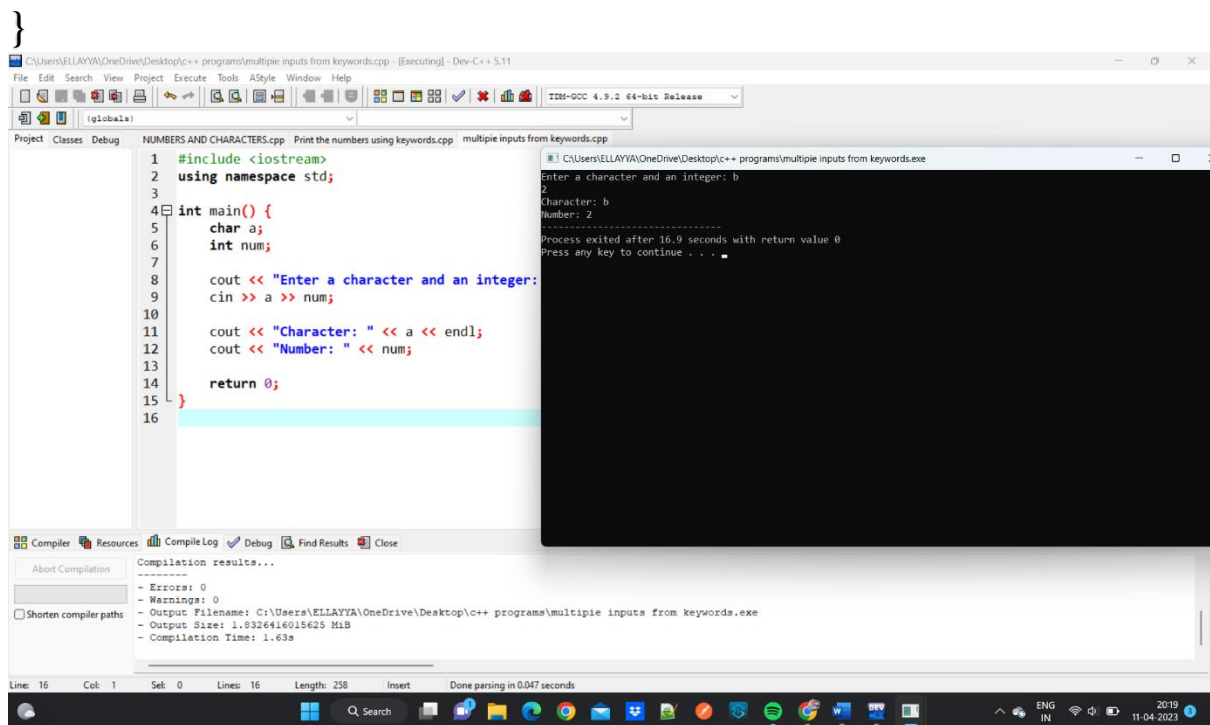 }
C:\Users\ELLAYYA\OneDrive\Desktop\c++ programs\multipie inputs from keywords.cpp - [Executing] - Dev-C++ 5.11
File Edit Search View Project Execute Tools AStyle Window Help
TDM-GCC 4.9.2 64-bit Release
(globals)
Project Classes Debug NUMBERS AND CHARACTERS.cpp Print the numbers using keywords.cpp multipie inputs from keywords.cpp
1 #include <iostream>
2 using namespace std;
3
4 int main() {
5 char a;
6 int num;
7
8 cout << "Enter a character and an integer:
9 cin >> a >> num;
10
11 cout << "Character: " << a << endl;
12 cout << "Number: " << num;
13
14 return 0;
15 }
16
C:\Users\ELLAYYA\OneDrive\Desktop\c++ programs\multipie inputs from keywords.exe
Enter a character and an integer: b
2
Character: b
Number: 2
--------------------------------
Process exited after 16.9 seconds with return value 0
Press any key to continue . . .
Compiler Resources Compile Log Debug Find Results Close
Abort Compilation
Shorten compiler paths
Compilation results...
--------
- Errors: 0
- Warnings: 0
- Output Filename: C:\Users\ELLAYYA\OneDrive\Desktop\c++ programs\multipie inputs from keywords.exe
- Output Size: 1.8326416015625 MiB
- Compilation Time: 1.63s
Line: 16 Col: 1 Sel: 0 Lines: 16 Length: 258 Insert Done parsing in 0.047 seconds
Search
DEV
ENG
IN
20:19
11-04-2023
1